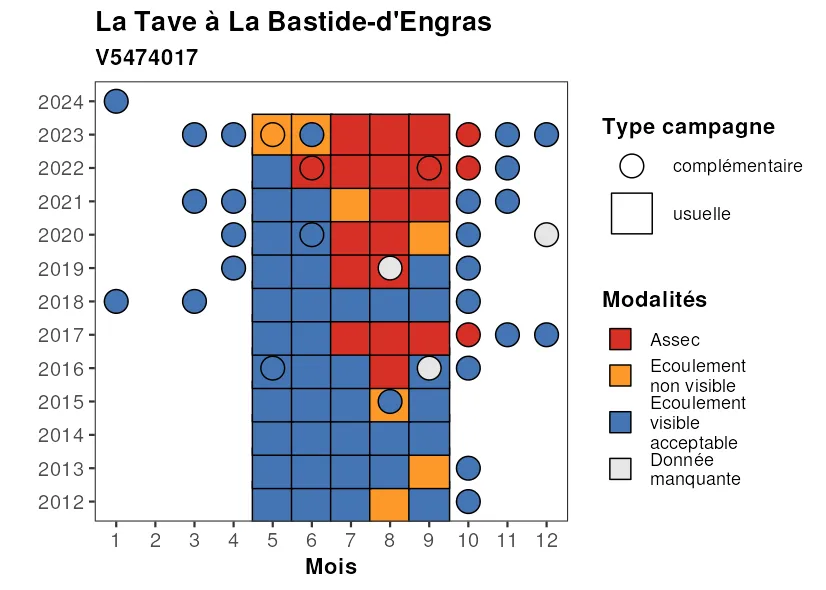 La Tave à La Bastide-d'Engras
V5474017
2024
2023
2022
2021
2020
2019
2018
2017
2016
2015
2014
2013
2012
1 2 3 4 5 6 7 8 9 10 11 12
Mois
Type campagne
complémentaire
usuelle
Modalités
Assec
Ecoulement
non visible
Ecoulement
visible
acceptable
Donnée
manquante